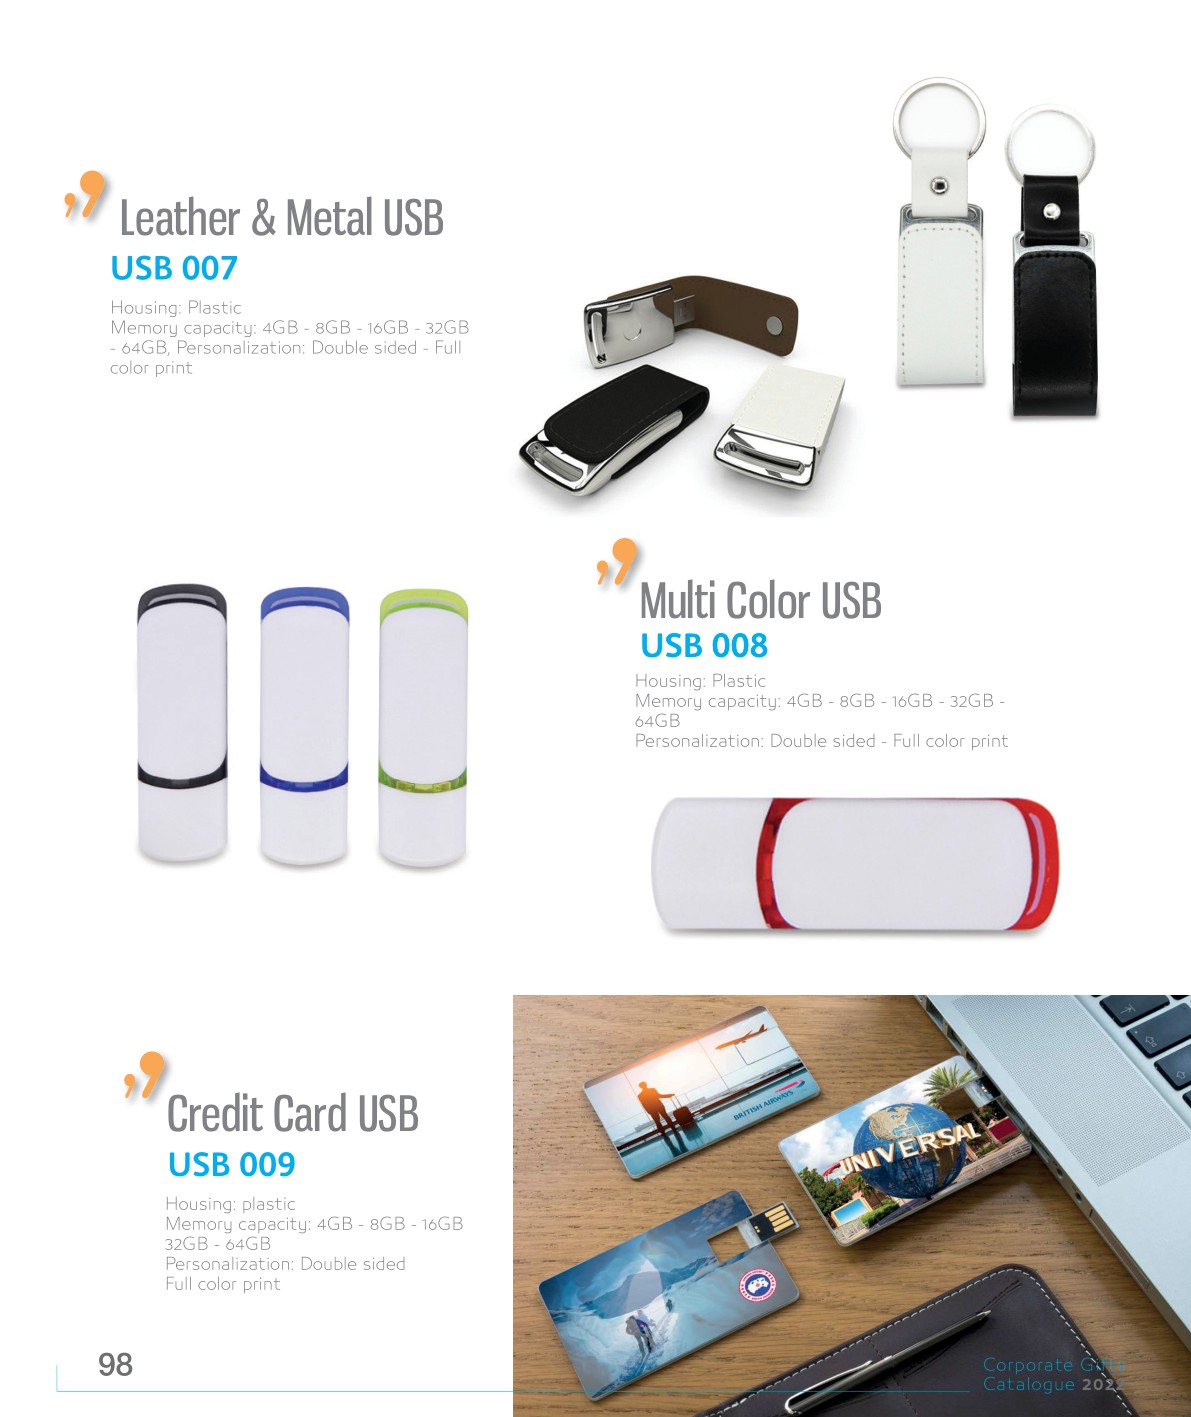 Leather & Metal USB
USB 007
Housing: Plastic
Memory capacity: 4GB - 8GB - 16GB - 32GB
- 64GB, Personalization: Double sided - Full
color print
Multi Color USB
USB 008
Housing: Plastic
Memory capacity: 4GB - 8GB - 16GB - 32GB -
64GB
Personalization: Double sided - Full color print
Credit Card USB
USB 009
Housing: plastic
Memory capacity: 4GB - 8GB - 16GB
32GB - 64GB
Personalization: Double sided
Full color print
BRITISH AIRWAYS
UNIVERSAL
98
Corporate Gifts
Catalogue